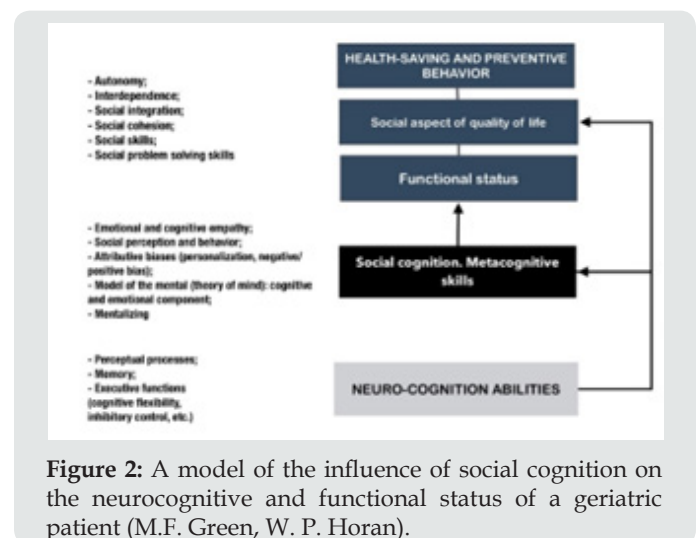 - Autonomy;
- Interdependence;
- Social integration;
- Social cohesion;
- Social skills;
- Social problem solving skills
HEALTH-SAVING AND PREVENTIVE
BEHAVIOR
Social aspect of quality of life
Functional status
- Emotional and cognitive empathy;
- Social perception and behavior;
- Attributive biases (personalization, negative/
positive bias);
- Model of the mental (theory of mind): cognitive
and emotional component;
- Mentalizing
Social cognition. Metacognitive
skills
- Perceptual processes;
- Memory;
- Executive functions
(cognitive flexibility,
inhibitory control, etc.)
NEURO-COGNITION ABILITIES
Figure 2: A model of the influence of social cognition on
the neurocognitive and functional status of a geriatric
patient (M.F. Green, W. P. Horan).